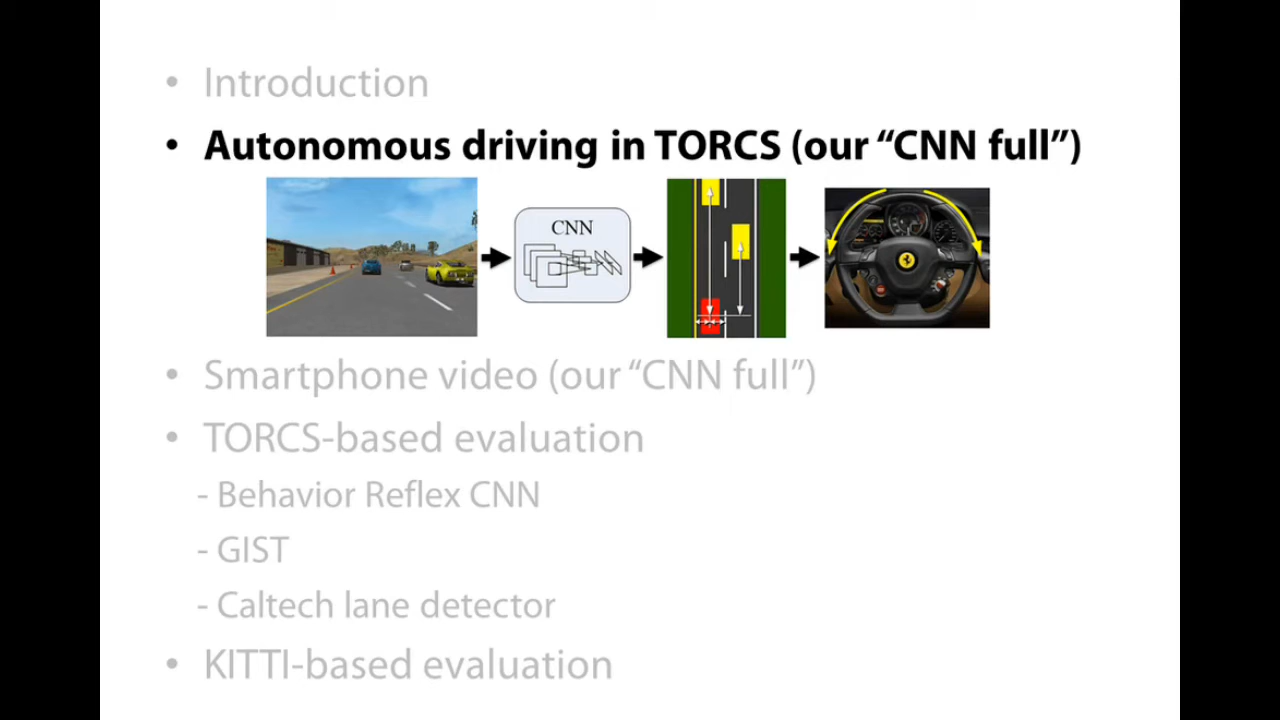 • Introduction
• Autonomous driving in TORCS (our “CNN full”)
CNN
• Smartphone video (our “CNN full”)
• TORCS-based evaluation
- Behavior Reflex CNN
- GIST
- Caltech lane detector
• KITTI-based evaluation